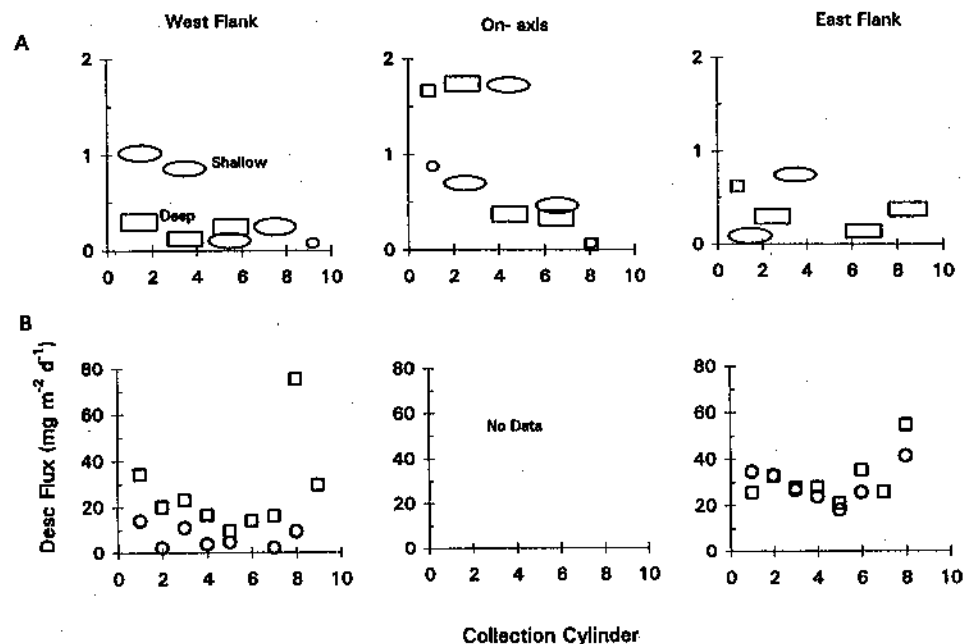 West Flank On- axis East Flank
A
2 2 2
Shallow
1 1 1
Deep
0 0 0
0 2 4 6 8 10 0 2 4 6 8 10 0 2 4 6 8 10
B
80 80 80
60 60 60
No Data
40 40 40
20 20 20
0 0 0
0 2 4 6 8 10 0 2 4 6 8 10 0 2 4 6 8 10
Desc Flux (mg m⁻² d⁻¹)
Collection Cylinder